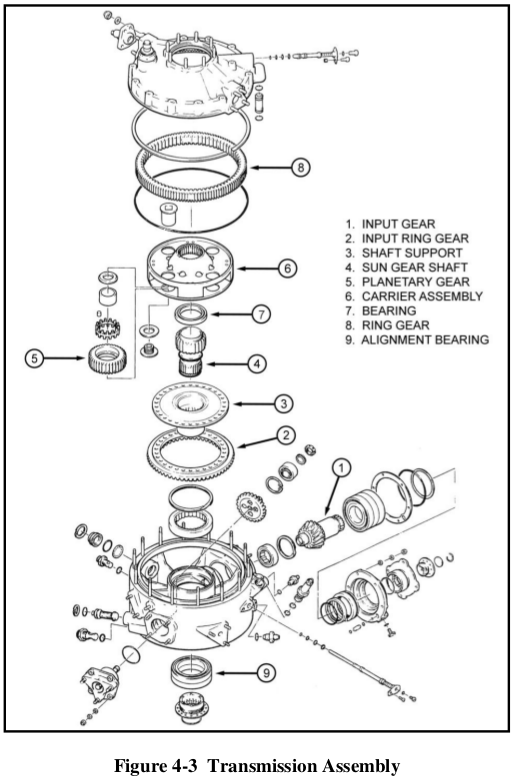 8
1. INPUT GEAR
2. INPUT RING GEAR
3. SHAFT SUPPORT
4. SUN GEAR SHAFT
5. PLANETARY GEAR
6. CARRIER ASSEMBLY
7. BEARING
8. RING GEAR
9. ALIGNMENT BEARING
6
7
5
4
3
2
1
9
Figure 4-3 Transmission Assembly